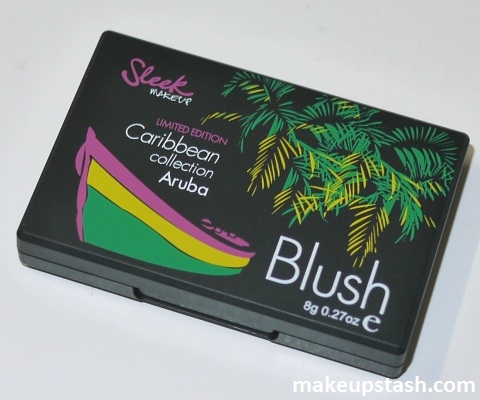 Sleek
MAKEUP
LIMITED EDITION
Caribbean
collection
Aruba
Blush
8g 0.27oz e
makeupstash.com